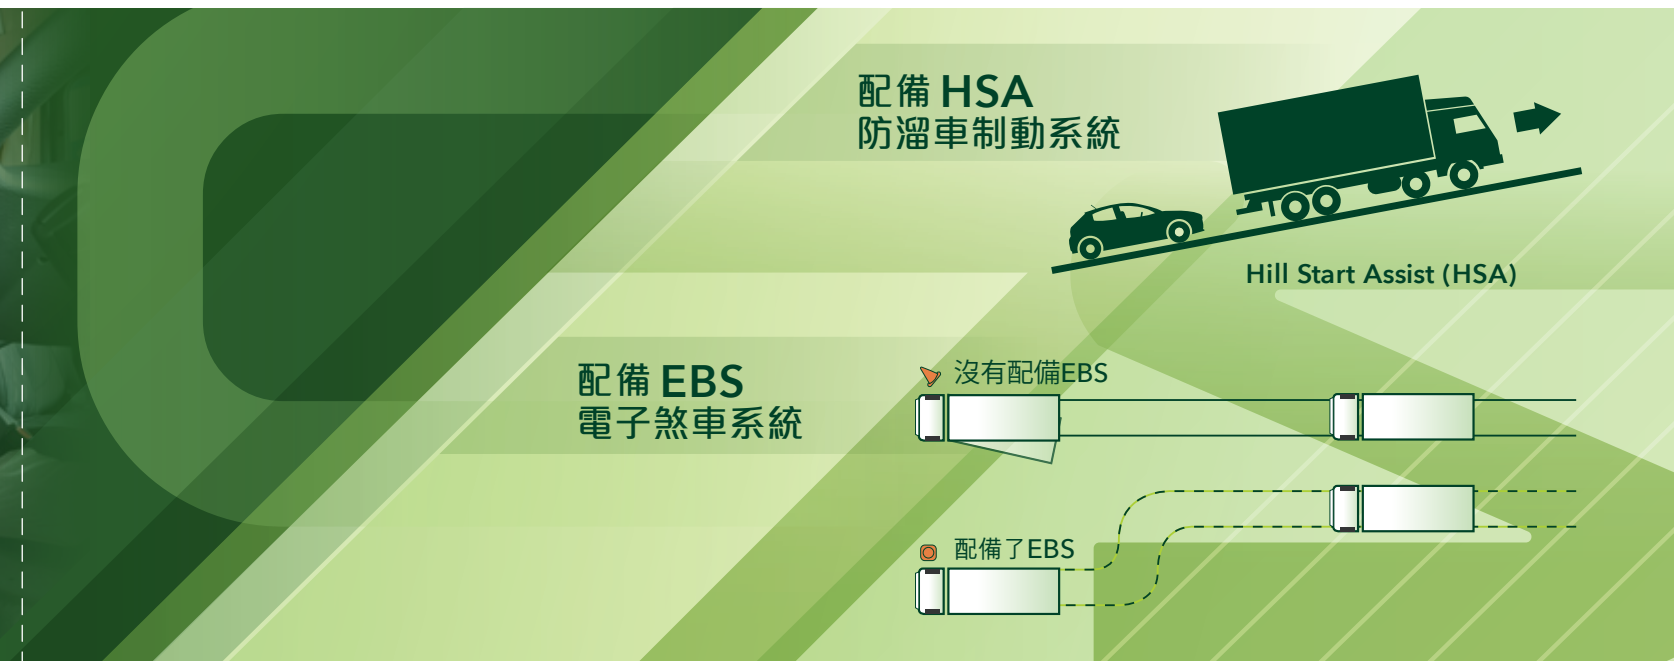 配備 HSA
防溜車制動系統
Hill Start Assist (HSA)
配備 EBS
電子煞車系統
沒有配備EBS
配備了EBS